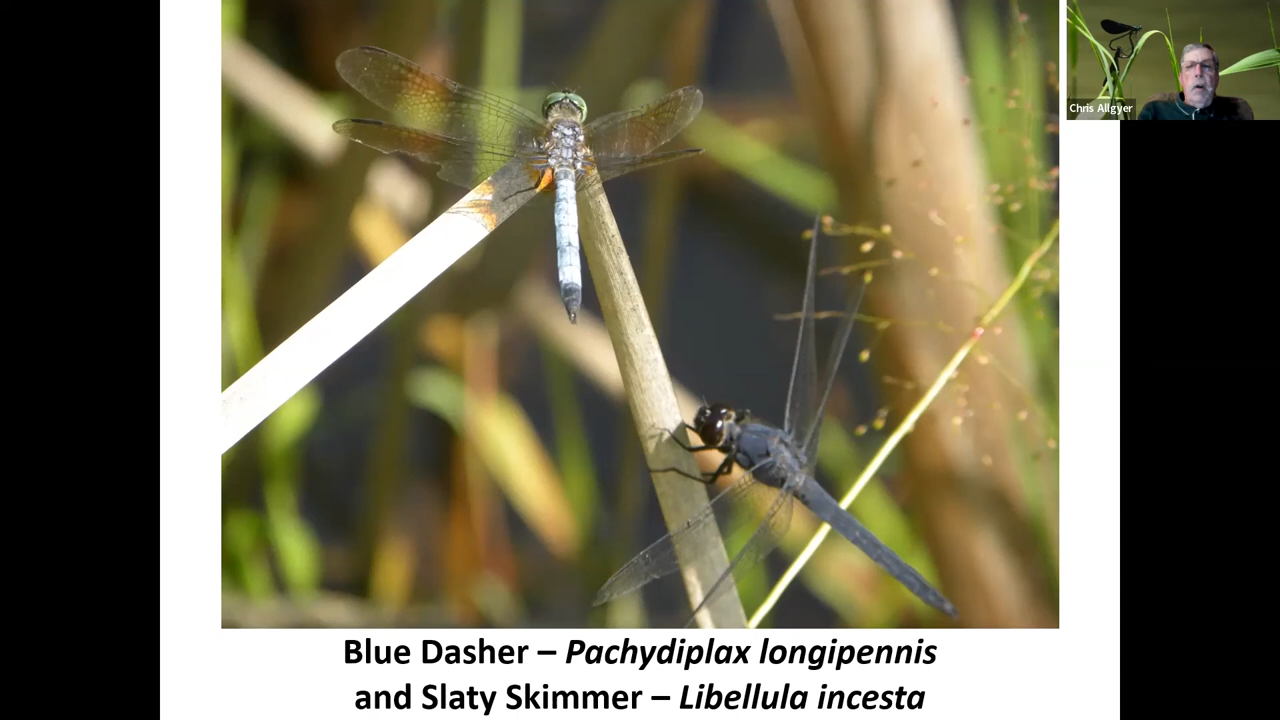 Chris Allgyer
Blue Dasher – Pachydiplax longipennis
and Slaty Skimmer – Libellula incesta